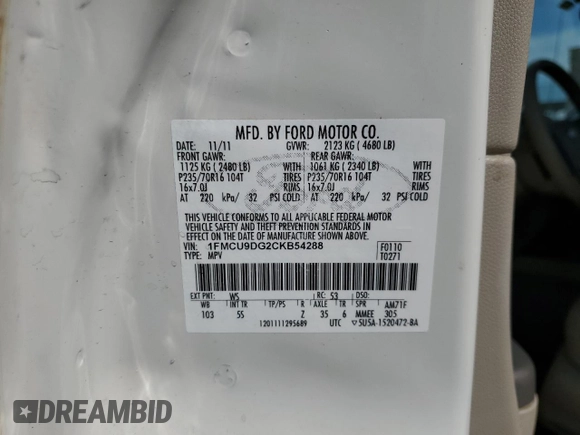 MFD. BY FORD MOTOR CO.
DATE: 11/11 GVWR: 2123 KG ( 4680 LB)
FRONT GAWR: REAR GAWR:
1125 KG ( 2480 LB) WITH 1061 KG ( 2340 LB) WITH
P235/70R16 104T TIRES P235/70R16 104T TIRES
16x7.0J RIMS 16x7.0J RIMS
AT 220 kPa/ 32 PSI COLD AT 220 kPa/ 32 PSI COLD
THIS VEHICLE CONFORMS TO ALL APPLICABLE FEDERAL MOTOR
VEHICLE SAFETY AND THEFT PREVENTION STANDARDS IN
EFFECT ON THE DATE OF MANUFACTURE SHOWN ABOVE.
VIN: 1FMCU9DG2CKB54288 F0110
TYPE: MPV T0271
EXT PNT: WS RC: 53 DSO:
WB INT TR TP/PS R AXLE TR SPR AM71F
103 5S Z 35 6 MMEE 305
1201111295689 UTC 5U5A-1520472-BA
DREAMBID